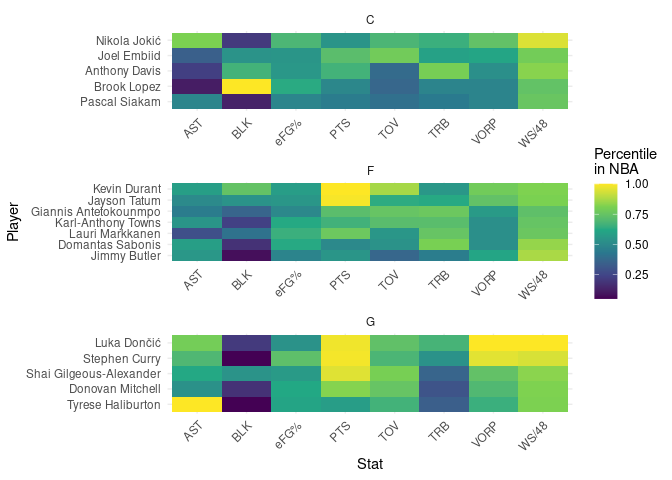 C
Nikola Jokić
Joel Embiid
Anthony Davis
Brook Lopez
Pascal Siakam
AST BLK eFG% PTS TOV TRB VORP WS/48
F
Kevin Durant
Jayson Tatum
Giannis Antetokounmpo
Karl-Anthony Towns
Lauri Markkanen
Domantas Sabonis
Jimmy Butler
AST BLK eFG% PTS TOV TRB VORP WS/48
G
Luka Dončić
Stephen Curry
Shai Gilgeous-Alexander
Donovan Mitchell
Tyrese Haliburton
AST BLK eFG% PTS TOV TRB VORP WS/48
Stat
Player
Percentile
in NBA
1.00
0.75
0.50
0.25